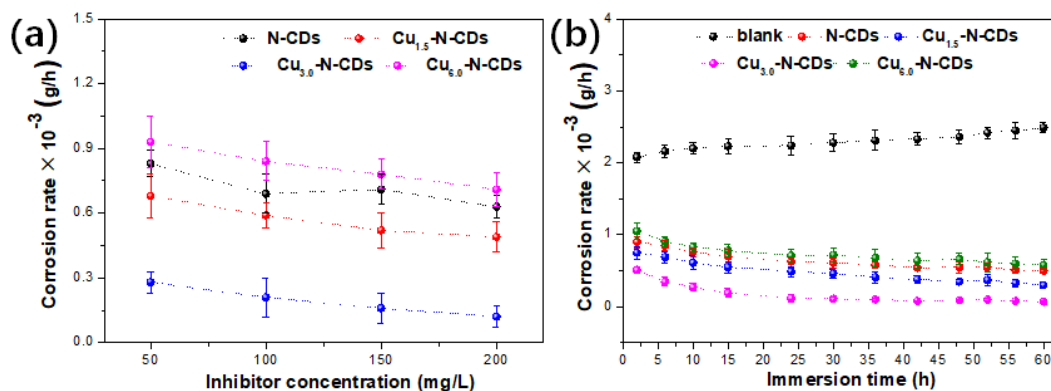 (a)
N-CDs Cu1.5-N-CDs
Cu3.0-N-CDs Cu6.0-N-CDs
Corrosion rate × 10⁻³ (g/h)
1.5
1.2
0.9
0.6
0.3
0.0
50 100 150 200
Inhibitor concentration (mg/L)
(b)
blank N-CDs Cu1.5-N-CDs
Cu3.0-N-CDs Cu6.0-N-CDs
Corrosion rate × 10⁻³ (g/h)
4
3
2
1
0
0 5 10 15 20 25 30 35 40 45 50 55 60
Immersion time (h)